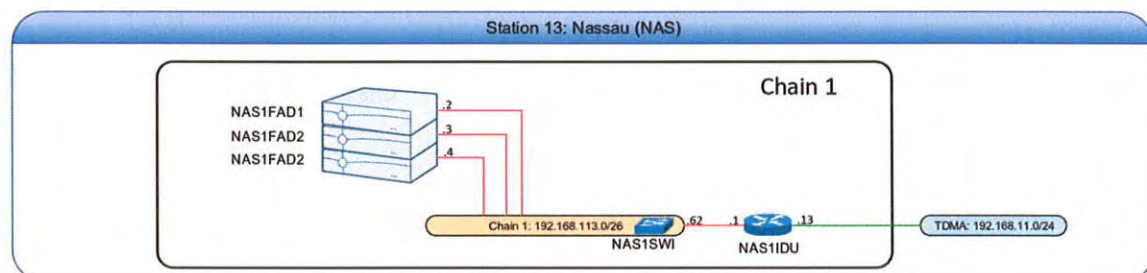 Station 13: Nassau (NAS)
Chain 1
NAS1FAD1
.2
NAS1FAD2
.3
NAS1FAD2
.4
Chain 1: 192.168.113.0/26
.62
.1
.13
TDMA: 192.168.11.0/24
NAS1SWI
NAS1IDU